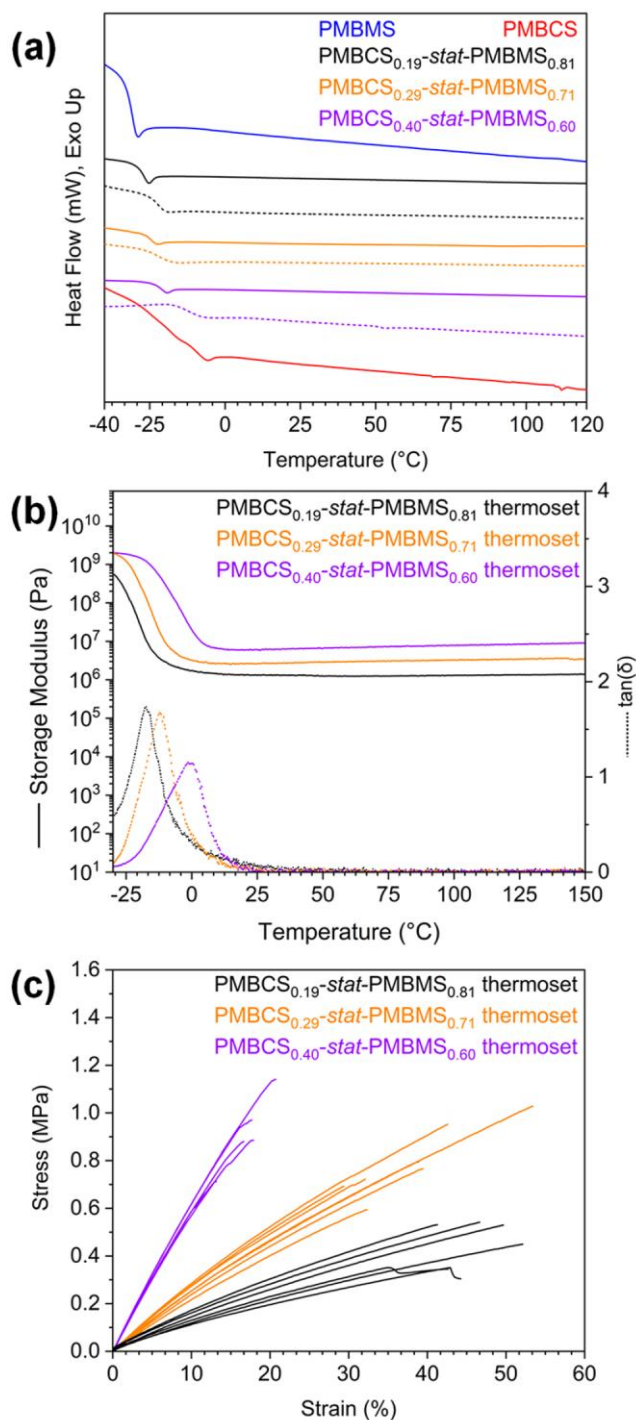 (a)
PMBMS PMBCS
PMBCS0.19-stat-PMBMS0.81
PMBCS0.29-stat-PMBMS0.71
PMBCS0.40-stat-PMBMS0.60
Heat Flow (mW), Exo Up
-40 -25 0 25 50 75 100 120
Temperature (°C)
(b)
PMBCS0.19-stat-PMBMS0.81 thermoset
PMBCS0.29-stat-PMBMS0.71 thermoset
PMBCS0.40-stat-PMBMS0.60 thermoset
Storage Modulus (Pa)
10^10
10^9
10^8
10^7
10^6
10^5
10^4
10^3
10^2
10^1
4
3
2
1
0
tan(δ)
-25 0 25 50 75 100 125 150
Temperature (°C)
(c)
PMBCS0.19-stat-PMBMS0.81 thermoset
PMBCS0.29-stat-PMBMS0.71 thermoset
PMBCS0.40-stat-PMBMS0.60 thermoset
Stress (MPa)
1.6
1.4
1.2
1.0
0.8
0.6
0.4
0.2
0.0
0 10 20 30 40 50 60
Strain (%)